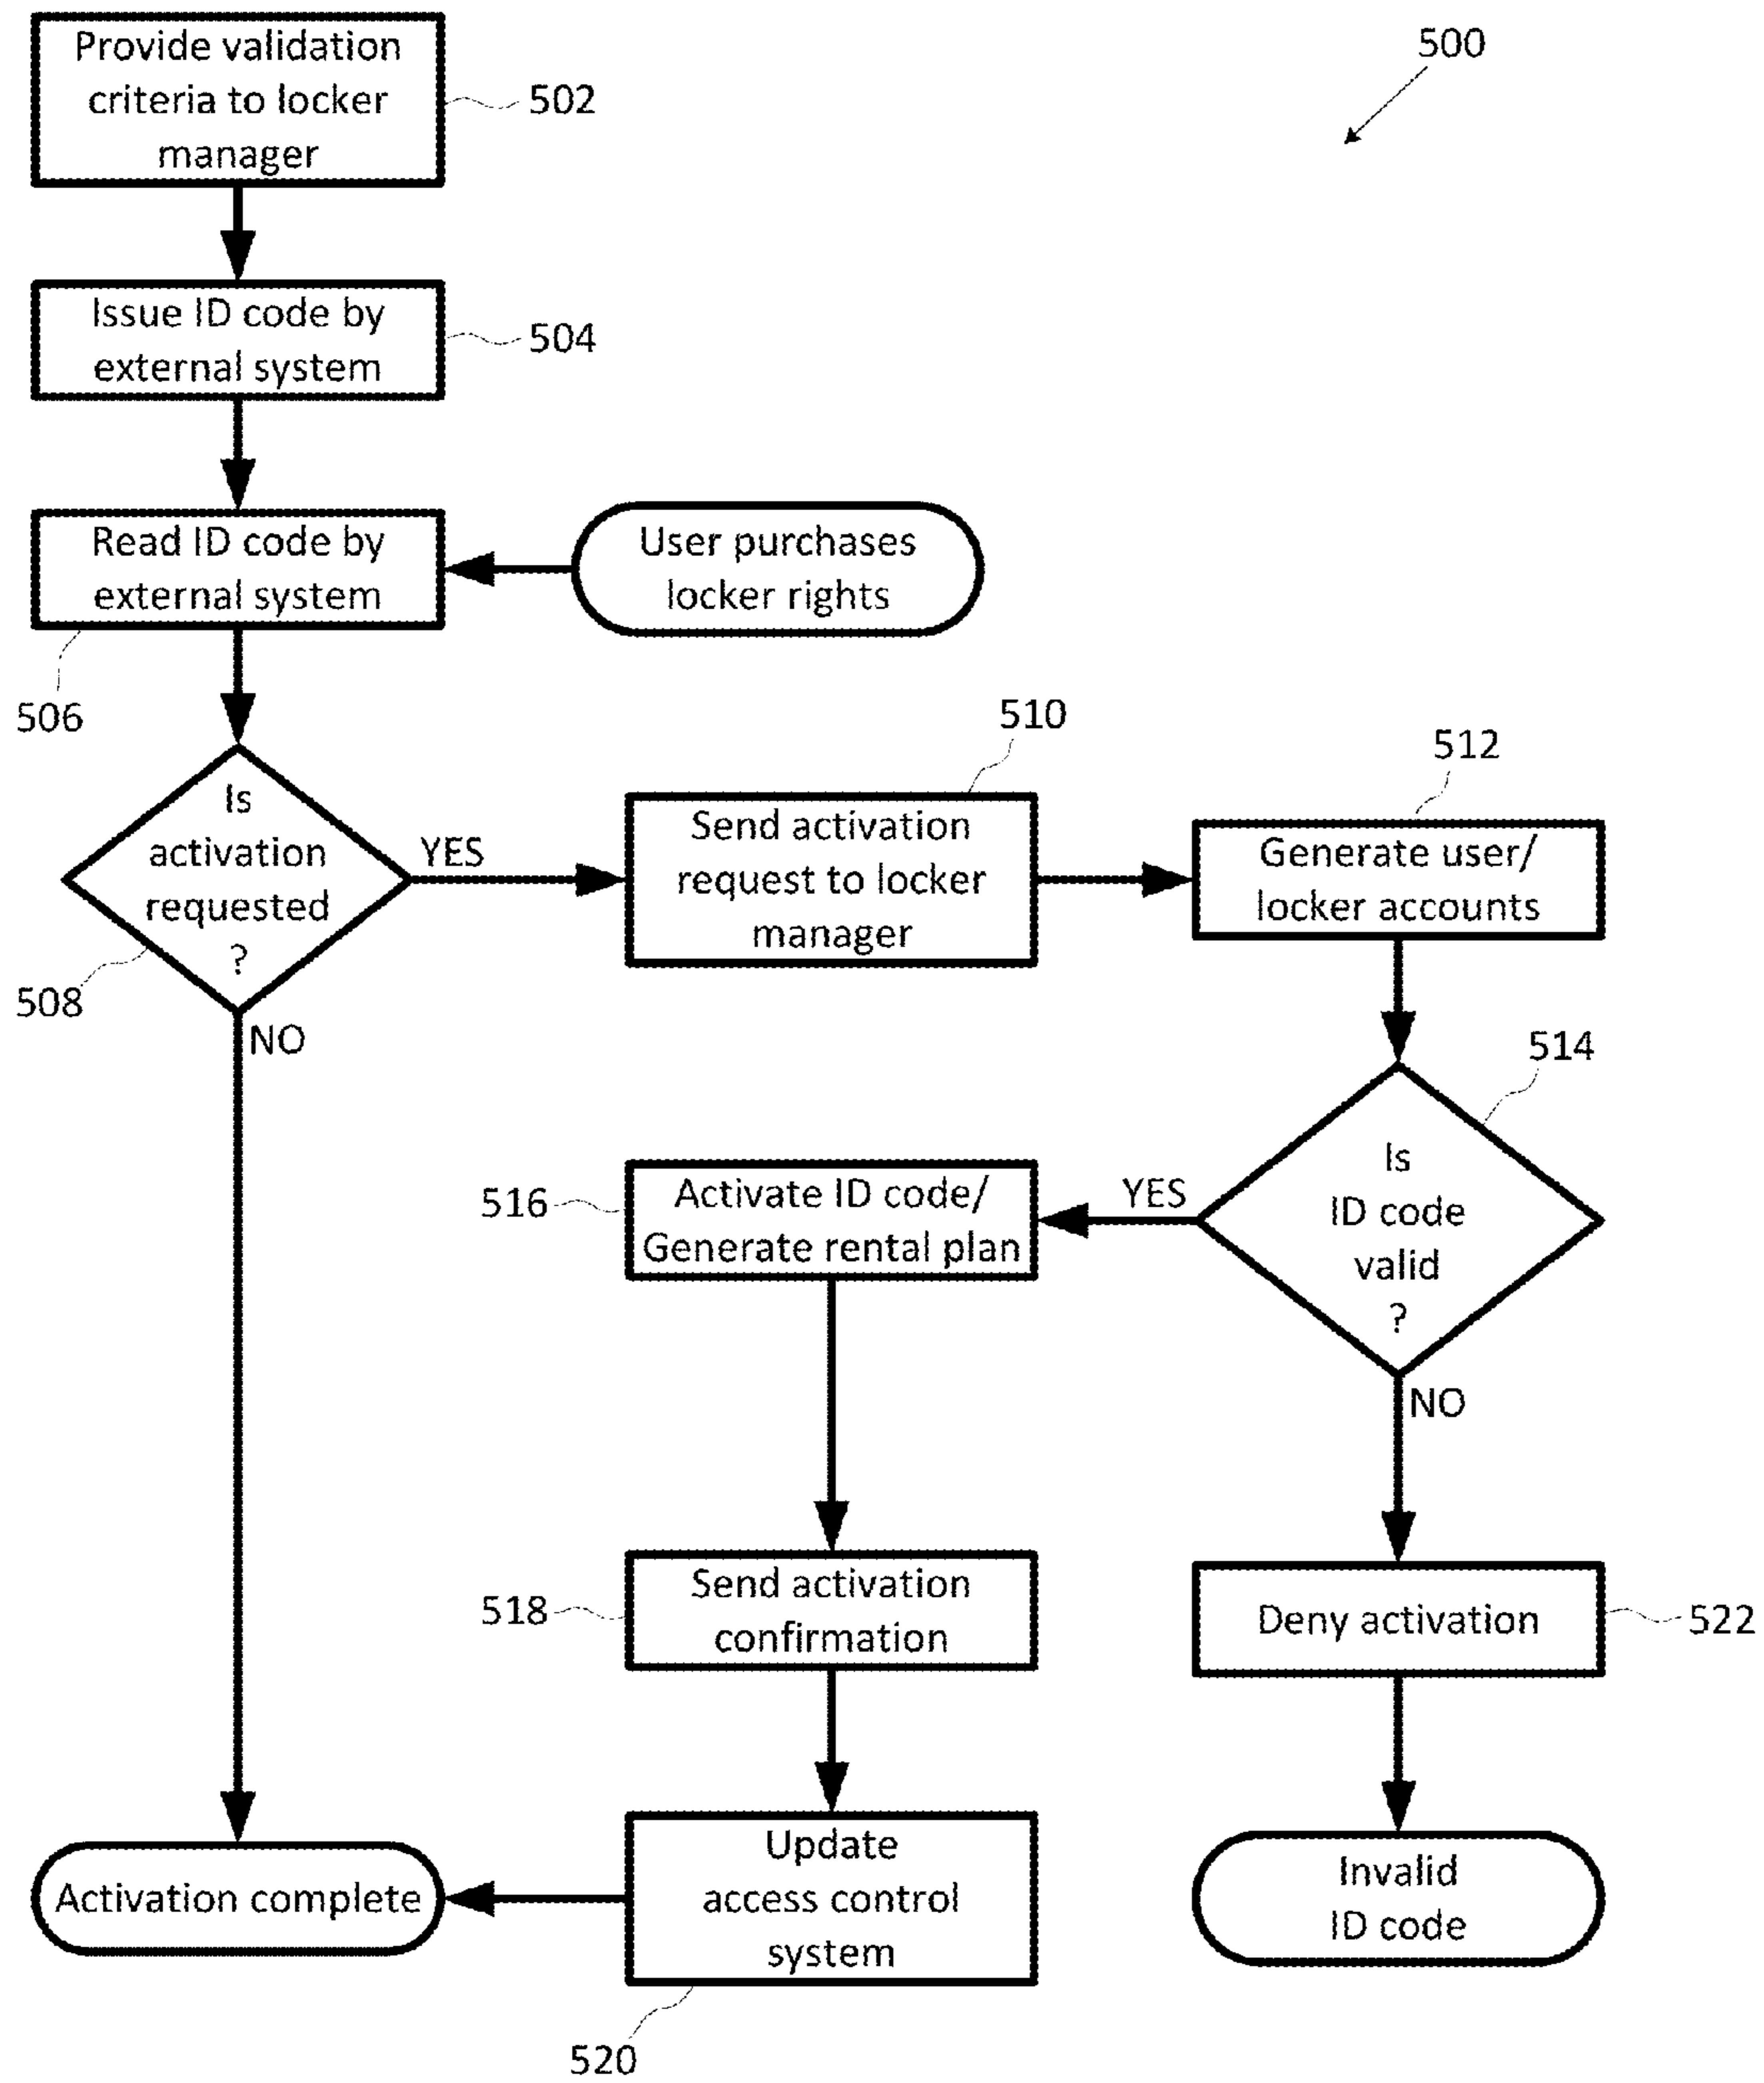 Provide validation
criteria to locker
manager
502
500
Issue ID code by
external system
504
Read ID code by
external system
506
User purchases
locker rights
Is
activation
requested
?
508
YES
NO
510
Send activation
request to locker
manager
512
Generate user/
locker accounts
514
Is
ID code
valid
?
YES
NO
516
Activate ID code/
Generate rental plan
518
Send activation
confirmation
Deny activation
522
Activation complete
Update
access control
system
520
Invalid
ID code